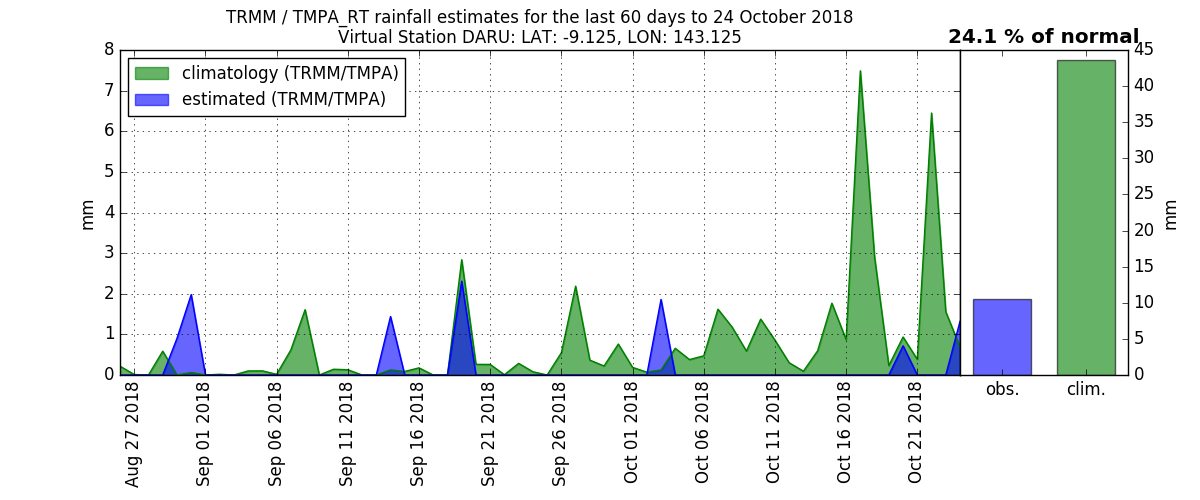 TRMM / TMPA_RT rainfall estimates for the last 60 days to 24 October 2018
Virtual Station DARU: LAT: -9.125, LON: 143.125
24.1 % of normal
climatology (TRMM/TMPA)
estimated (TRMM/TMPA)
8
7
6
5
4
3
2
1
0
mm
Aug 27 2018
Sep 01 2018
Sep 06 2018
Sep 11 2018
Sep 16 2018
Sep 21 2018
Sep 26 2018
Oct 01 2018
Oct 06 2018
Oct 11 2018
Oct 16 2018
Oct 21 2018
obs.
clim.
45
40
35
30
25
20
15
10
5
0
mm